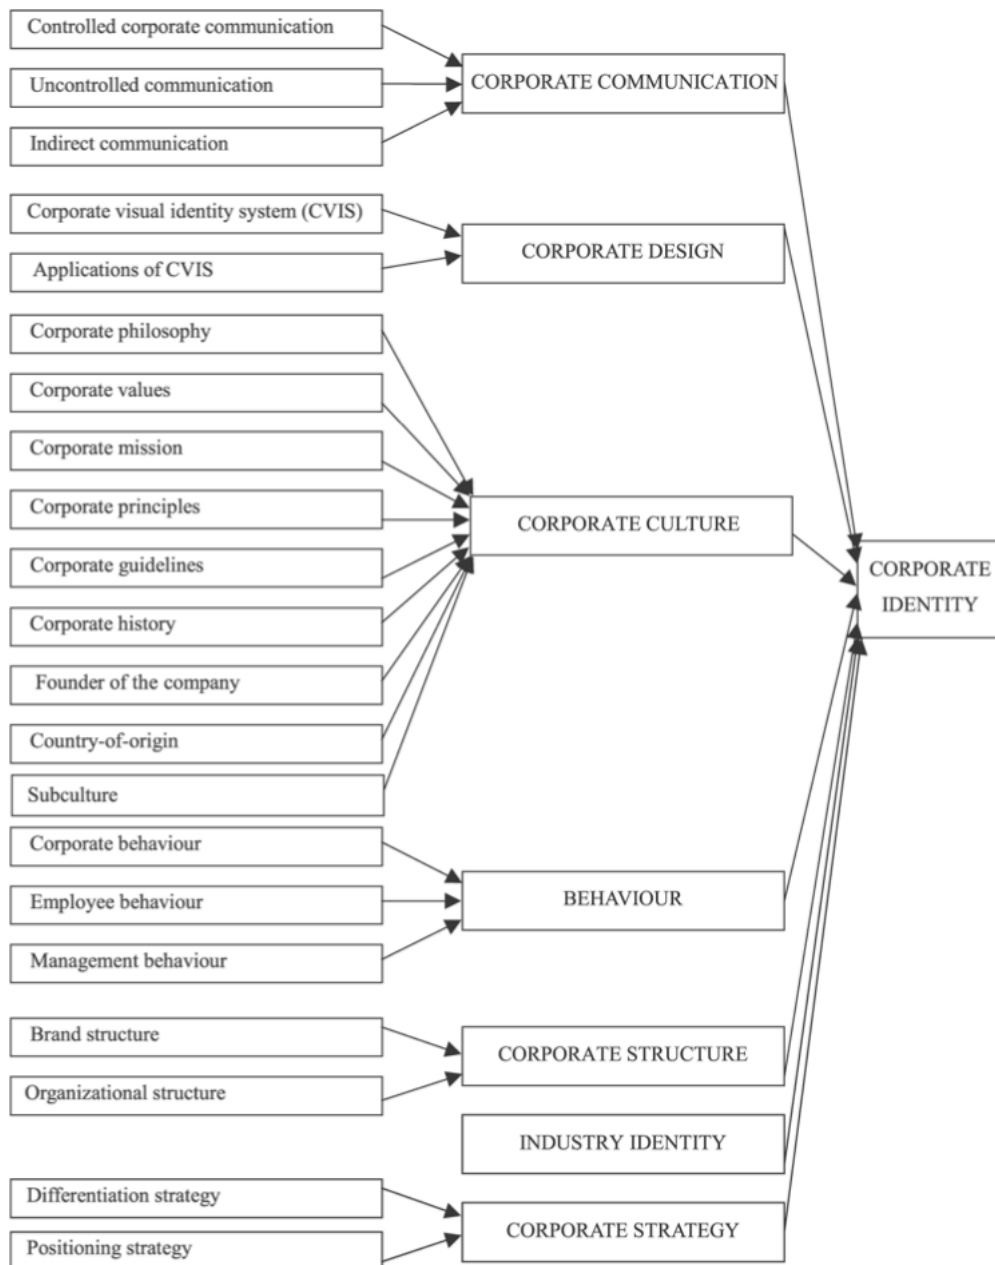 Controlled corporate communication
Uncontrolled communication
Indirect communication
CORPORATE COMMUNICATION
Corporate visual identity system (CVIS)
Applications of CVIS
CORPORATE DESIGN
Corporate philosophy
Corporate values
Corporate mission
Corporate principles
Corporate guidelines
Corporate history
Founder of the company
Country-of-origin
Subculture
CORPORATE CULTURE
Corporate behaviour
Employee behaviour
Management behaviour
BEHAVIOUR
Brand structure
Organizational structure
CORPORATE STRUCTURE
INDUSTRY IDENTITY
Differentiation strategy
Positioning strategy
CORPORATE STRATEGY
CORPORATE
IDENTITY